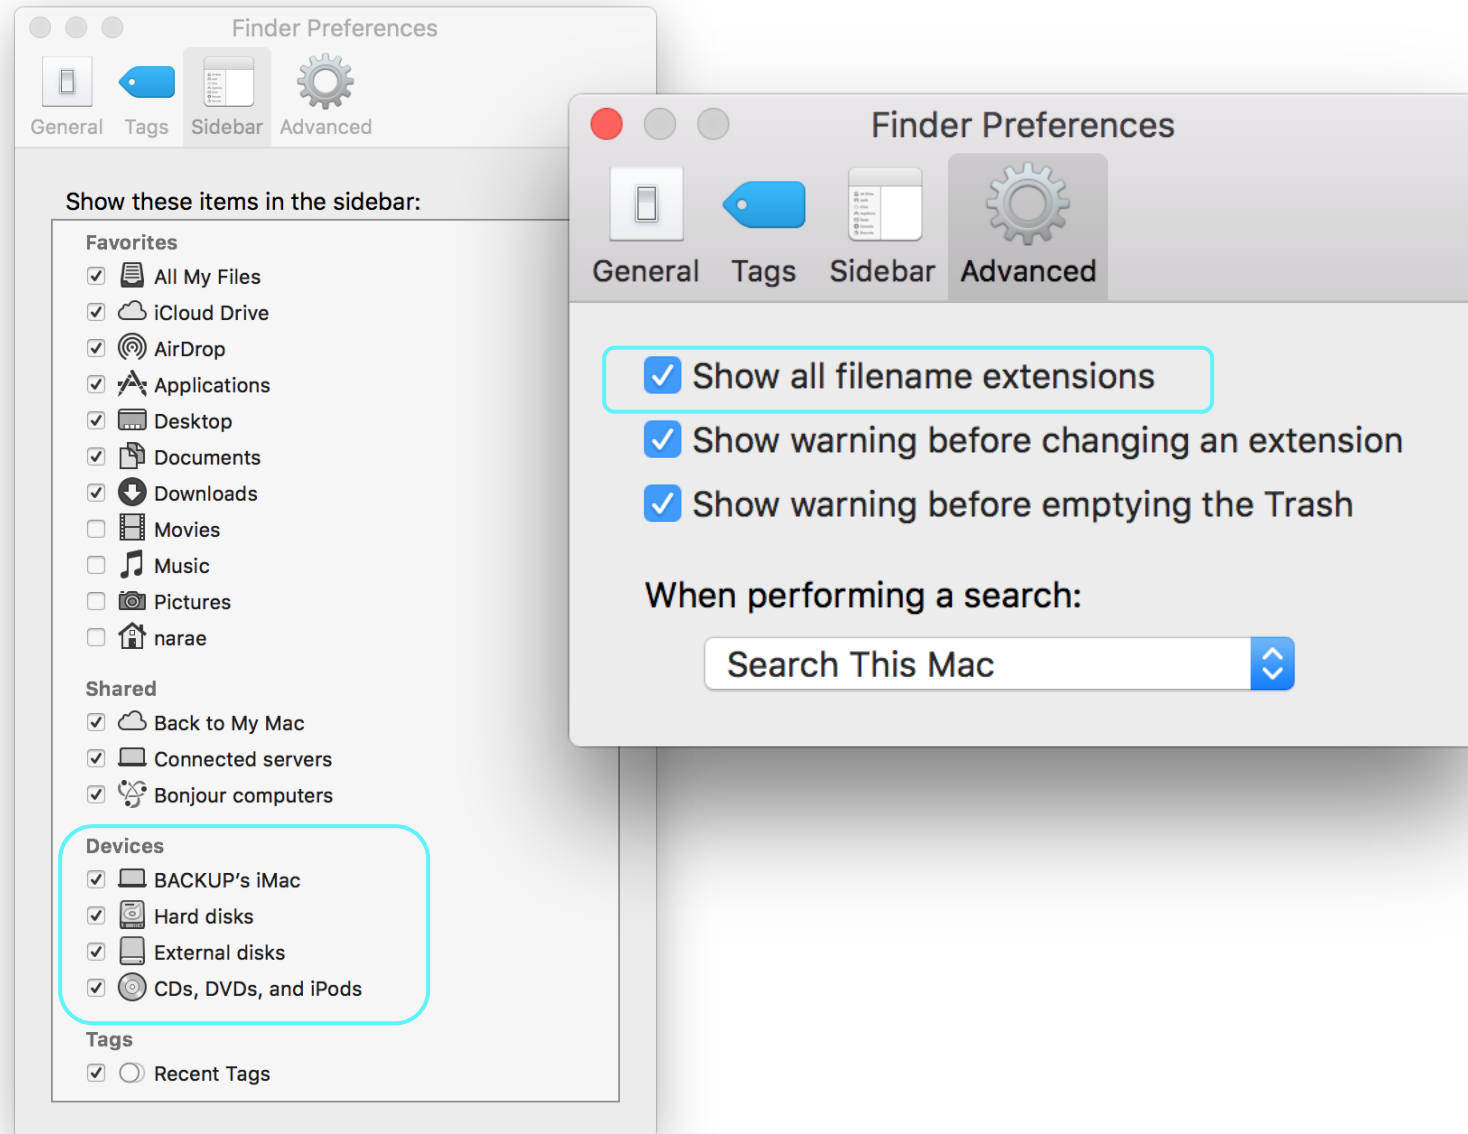 Finder Preferences
General Tags Sidebar Advanced
Show these items in the sidebar:
Favorites
All My Files
iCloud Drive
AirDrop
Applications
Desktop
Documents
Downloads
Movies
Music
Pictures
narae
Shared
Back to My Mac
Connected servers
Bonjour computers
Devices
BACKUP’s iMac
Hard disks
External disks
CDs, DVDs, and iPods
Tags
Recent Tags
Finder Preferences
General Tags Sidebar Advanced
Show all filename extensions
Show warning before changing an extension
Show warning before emptying the Trash
When performing a search:
Search This Mac